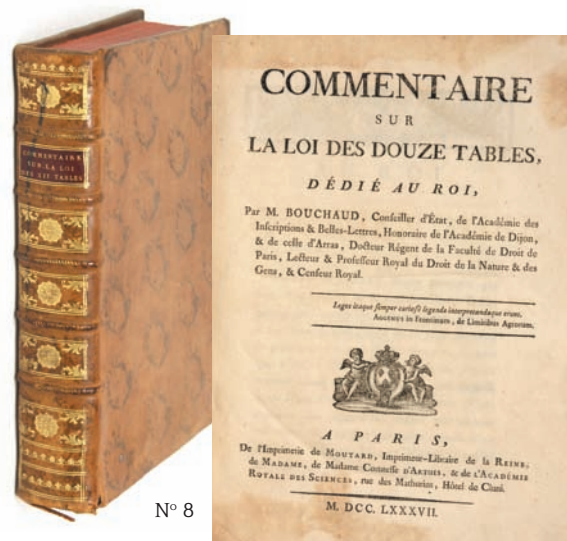 COMMENTAIRE
SUR LA LOI
DES XII TABLES
N° 8
COMMENTAIRE
SUR
LA LOI DES DOUZE TABLES,
DÉDIÉ AU ROI,
Par M. BOUCHAUD, Conseiller d'État, de l'Académie des
Inscriptions & Belles-Lettres, Honoraire de l'Académie de Dijon,
& de celle d'Arras, Docteur Régent de la Faculté de Droit de
Paris, Lecteur & Professeur Royal du Droit de la Nature & des
Gens, & Censeur Royal.
Leges itaque semper curiosè legendæ interpretandæque erunt.
AGGENUS in Frontinum, de Limitibus Agrorum.
A PARIS,
De l'Imprimerie de MOUTARD, Imprimeur-Libraire de la REINE,
de MADAME, de Madame Comtesse d'ARTOIS, & de l'ACADÉMIE
ROYALE DES SCIENCES, rue des Mathurins, Hôtel de Cluni.
M. DCC. LXXXVII.